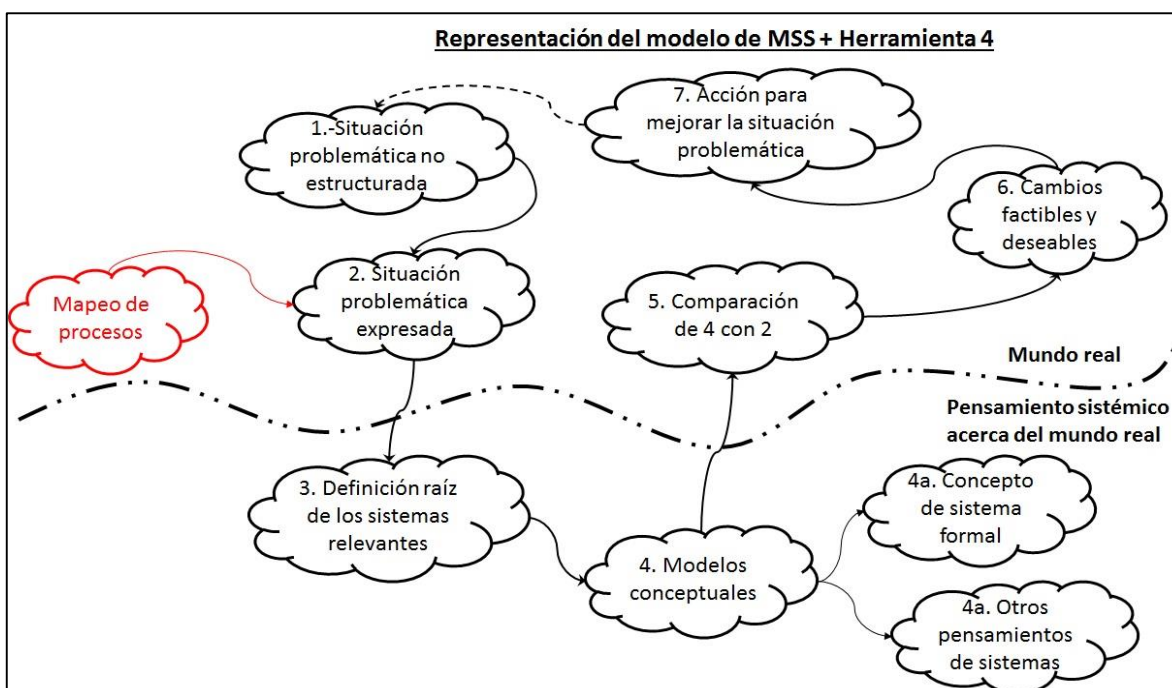 Representación del modelo de MSS + Herramienta 4
1.-Situación
problemática no
estructurada
7. Acción para
mejorar la situación
problemática
6. Cambios
factibles y
deseables
Mapeo de
procesos
2. Situación
problemática
expresada
5. Comparación
de 4 con 2
Mundo real
Pensamiento sistémico
acerca del mundo real
3. Definición raíz
de los sistemas
relevantes
4. Modelos
conceptuales
4a. Concepto
de sistema
formal
4a. Otros
pensamientos
de sistemas